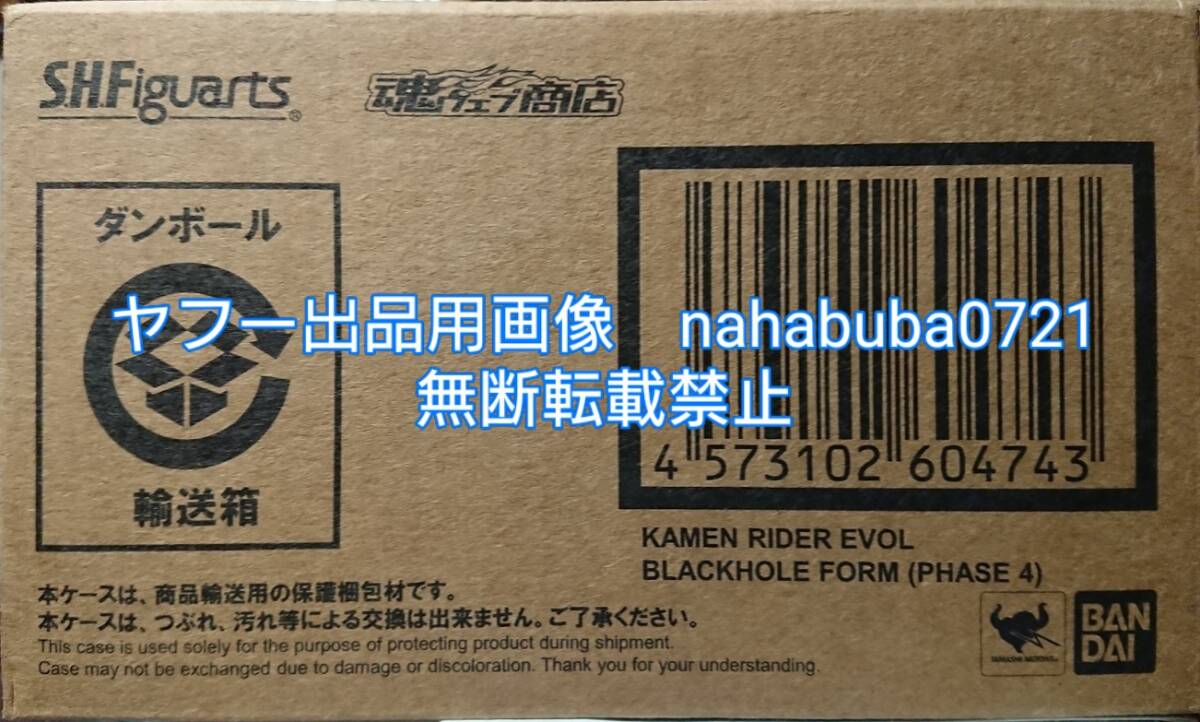 S.H.Figuarts®
魂ウェブ商店
ダンボール
輸送箱
ヤフー出品用画像 nahabuba0721
無断転載禁止
4 573102 604743
KAMEN RIDER EVOL
BLACKHOLE FORM (PHASE 4)
本ケースは、商品輸送用の保護梱包材です。
本ケースは、つぶれ、汚れ等による交換は出来ません。ご了承ください。
This case is used solely for the purpose of protecting product during shipment.
Case may not be exchanged due to damage or discoloration. Thank you for your understanding.
TAMASHII NATIONS
BAN
DAI